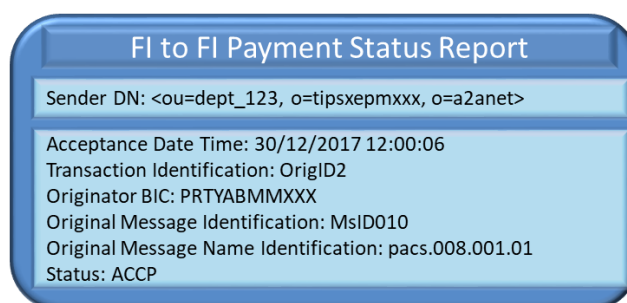 FI to FI Payment Status Report
Sender DN: <ou=dept_123, o=tipsxepmxxx, o=a2anet>
Acceptance Date Time: 30/12/2017 12:00:06
Transaction Identification: OrigID2
Originator BIC: PRTYABMMXXX
Original Message Identification: MsID010
Original Message Name Identification: pacs.008.001.01
Status: ACCP